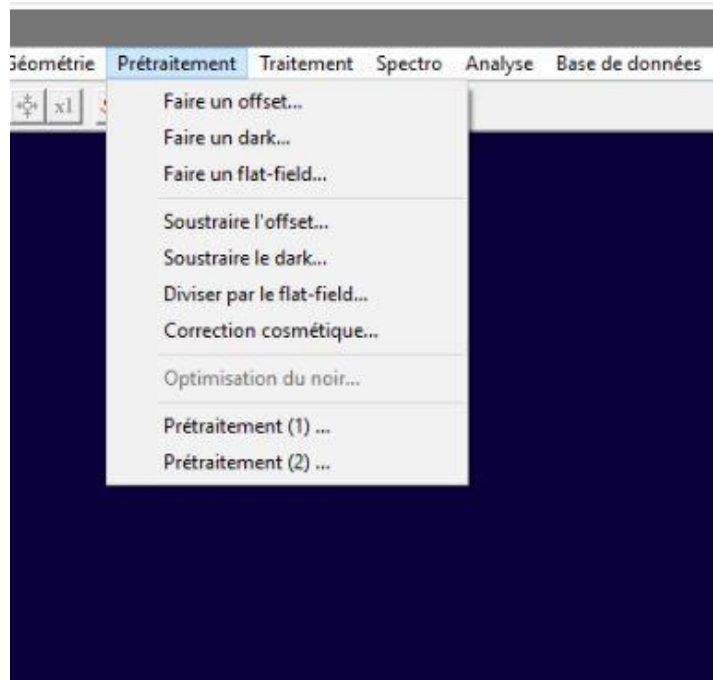 Géométrie Prétraitement Traitement Spectro Analyse Base de données
x1
Faire un offset...
Faire un dark...
Faire un flat-field...
Soustraire l'offset...
Soustraire le dark...
Diviser par le flat-field...
Correction cosmétique...
Optimisation du noir...
Prétraitement (1) ...
Prétraitement (2) ...